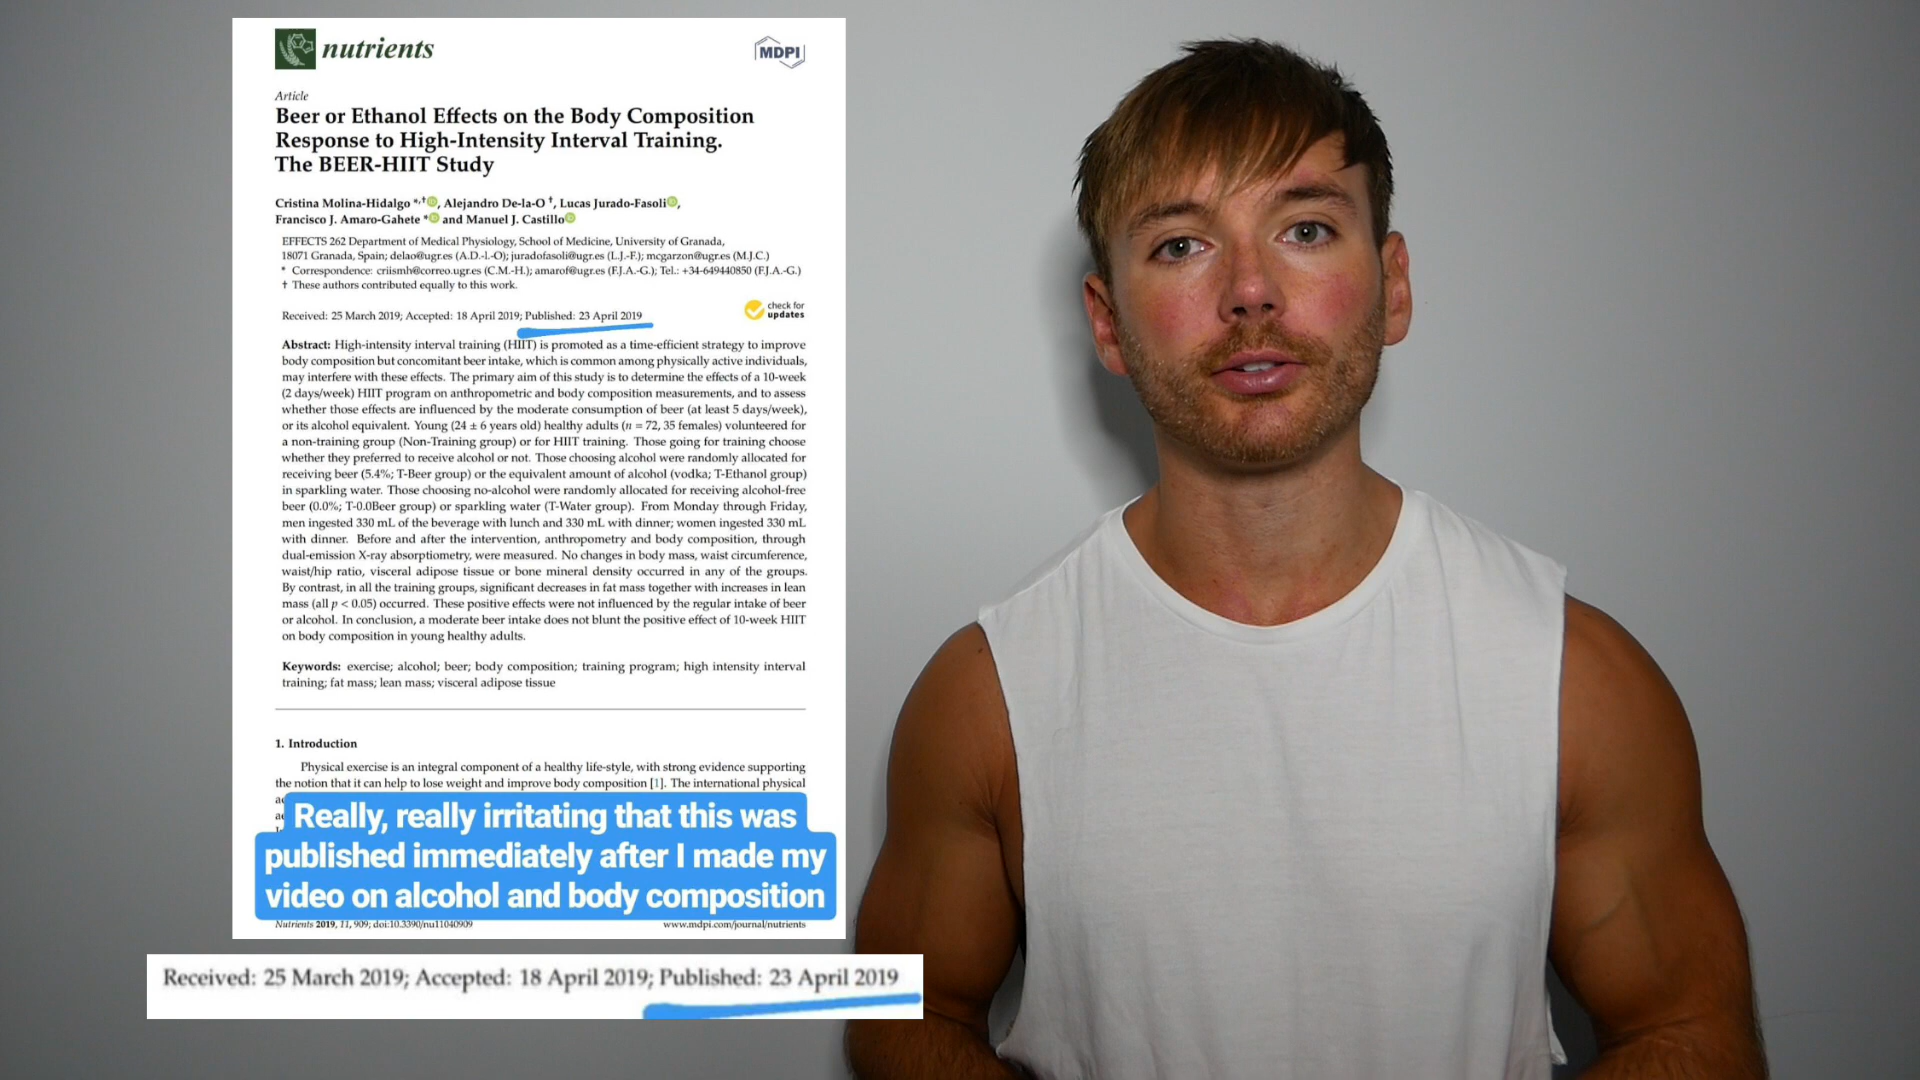 nutrients
MDPI
Article
Beer or Ethanol Effects on the Body Composition
Response to High-Intensity Interval Training.
The BEER-HIIT Study
Cristina Molina-Hidalgo *,†, Alejandro De-la-O †, Lucas Jurado-Fasoli,
Francisco J. Amaro-Gahete * and Manuel J. Castillo
EFFECTS 262 Department of Medical Physiology, School of Medicine, University of Granada,
18071 Granada, Spain; delao@ugr.es (A.D.-l.-O); juradofasoli@ugr.es (L.J.-F.); mcgarzon@ugr.es (M.J.C.)
* Correspondence: criismh@correo.ugr.es (C.M.-H.); amarof@ugr.es (F.J.A.-G.); Tel.: +34-649440850 (F.J.A.-G.)
† These authors contributed equally to this work.
Received: 25 March 2019; Accepted: 18 April 2019; Published: 23 April 2019
check for
updates
Abstract: High-intensity interval training (HIIT) is promoted as a time-efficient strategy to improve
body composition but concomitant beer intake, which is common among physically active individuals,
may interfere with these effects. The primary aim of this study is to determine the effects of a 10-week
(2 days/week) HIIT program on anthropometric and body composition measurements, and to assess
whether those effects are influenced by the moderate consumption of beer (at least 5 days/week),
or its alcohol equivalent. Young (24 ± 6 years old) healthy adults (n = 72, 35 females) volunteered for
a non-training group (Non-Training group) or for HIIT training. Those going for training choose
whether they preferred to receive alcohol or not. Those choosing alcohol were randomly allocated for
receiving beer (5.4%; T-Beer group) or the equivalent amount of alcohol (vodka; T-Ethanol group)
in sparkling water. Those choosing no-alcohol were randomly allocated for receiving alcohol-free
beer (0.0%; T-0.0Beer group) or sparkling water (T-Water group). From Monday through Friday,
men ingested 330 mL of the beverage with lunch and 330 mL with dinner; women ingested 330 mL
with dinner. Before and after the intervention, anthropometry and body composition, through
dual-emission X-ray absorptiometry, were measured. No changes in body mass, waist circumference,
waist/hip ratio, visceral adipose tissue or bone mineral density occurred in any of the groups.
By contrast, in all the training groups, significant decreases in fat mass together with increases in lean
mass (all p < 0.05) occurred. These positive effects were not influenced by the regular intake of beer
or alcohol. In conclusion, a moderate beer intake does not blunt the positive effect of 10-week HIIT
on body composition in young healthy adults.
Keywords: exercise; alcohol; beer; body composition; training program; high intensity interval
training; fat mass; lean mass; visceral adipose tissue
1. Introduction
Physical exercise is an integral component of a healthy life-style, with strong evidence supporting
the notion that it can help to lose weight and improve body composition [1]. The international physical
Really, really irritating that this was
published immediately after I made my
video on alcohol and body composition
Nutrients 2019, 11, 909; doi:10.3390/nu11040909
www.mdpi.com/journal/nutrients
Received: 25 March 2019; Accepted: 18 April 2019; Published: 23 April 2019